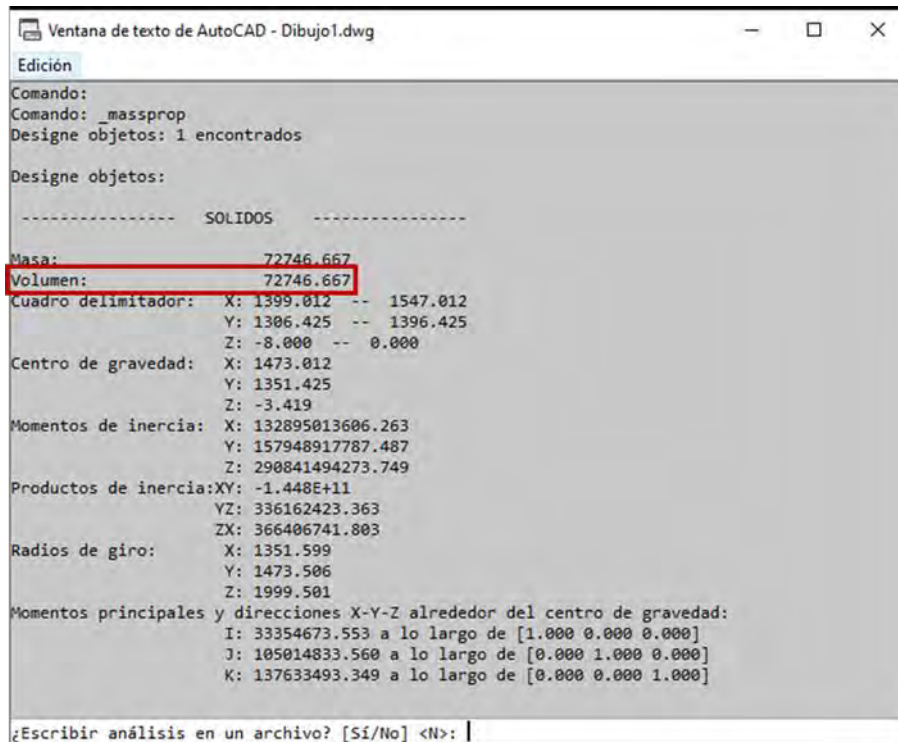 Ventana de texto de AutoCAD - Dibujo1.dwg
Edición
Comando:
Comando: _massprop
Designe objetos: 1 encontrados
Designe objetos:
---------------- SOLIDOS ----------------
Masa: 72746.667
Volumen: 72746.667
Cuadro delimitador: X: 1399.012 -- 1547.012
Y: 1306.425 -- 1396.425
Z: -8.000 -- 0.000
Centro de gravedad: X: 1473.012
Y: 1351.425
Z: -3.419
Momentos de inercia: X: 132895013606.263
Y: 157948917787.487
Z: 290841494273.749
Productos de inercia:XY: -1.448E+11
YZ: 336162423.363
ZX: 366406741.803
Radios de giro: X: 1351.599
Y: 1473.506
Z: 1999.501
Momentos principales y direcciones X-Y-Z alrededor del centro de gravedad:
I: 33354673.553 a lo largo de [1.000 0.000 0.000]
J: 105014833.560 a lo largo de [0.000 1.000 0.000]
K: 137633493.349 a lo largo de [0.000 0.000 1.000]
¿Escribir análisis en un archivo? [Sí/No] <N>: